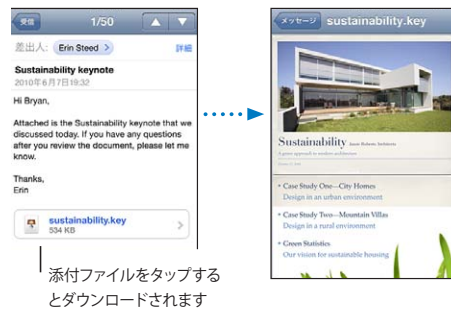 受信
1/50
差出人: Erin Steed
詳細
Sustainability keynote
2010年6月7日19:32
Hi Bryan,
Attached is the Sustainability keynote that we
discussed today. If you have any questions
after you review the document, please let me
know.
Thanks,
Erin
sustainability.key
534 KB
添付ファイルをタップする
とダウンロードされます
メッセージ
sustainability.key
Sustainability
• Case Study One—City Homes
Design in an urban environment
• Case Study Two—Mountain Villas
Design in a rural environment
• Green Statistics
Our vision for sustainable housing